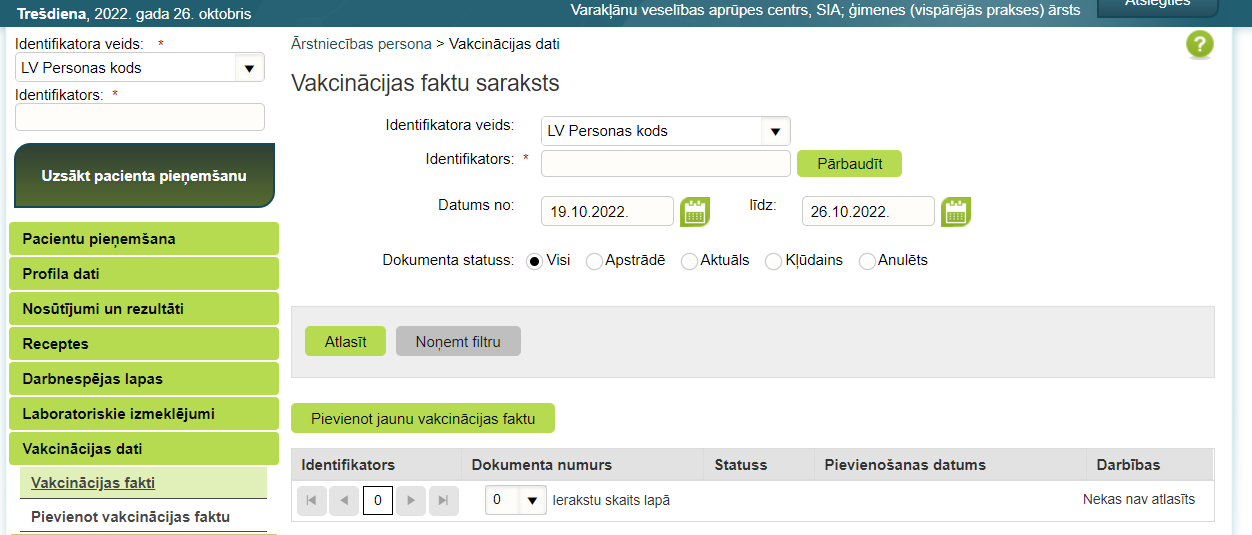 Trešdiena, 2022. gada 26. oktobris
Varakļānu veselības aprūpes centrs, SIA; ģimenes (vispārējās prakses) ārsts
Atslēgties
Identifikatora veids: *
LV Personas kods
Identifikators: *
Uzsākt pacienta pieņemšanu
Pacientu pieņemšana
Profila dati
Nosūtījumi un rezultāti
Receptes
Darbnespējas lapas
Laboratoriskie izmeklējumi
Vakcinācijas dati
Vakcinācijas fakti
Pievienot vakcinācijas faktu
Ārstniecības persona > Vakcinācijas dati
?
Vakcinācijas faktu saraksts
Identifikatora veids: LV Personas kods
Identifikators: * Pārbaudīt
Datums no: 19.10.2022. līdz: 26.10.2022.
Dokumenta statuss: Visi Apstrādē Aktuāls Kļūdains Anulēts
Atlasīt Noņemt filtru
Pievienot jaunu vakcinācijas faktu
Identifikators Dokumenta numurs Statuss Pievienošanas datums Darbības
0 0 Ierakstu skaits lapā Nekas nav atlasīts